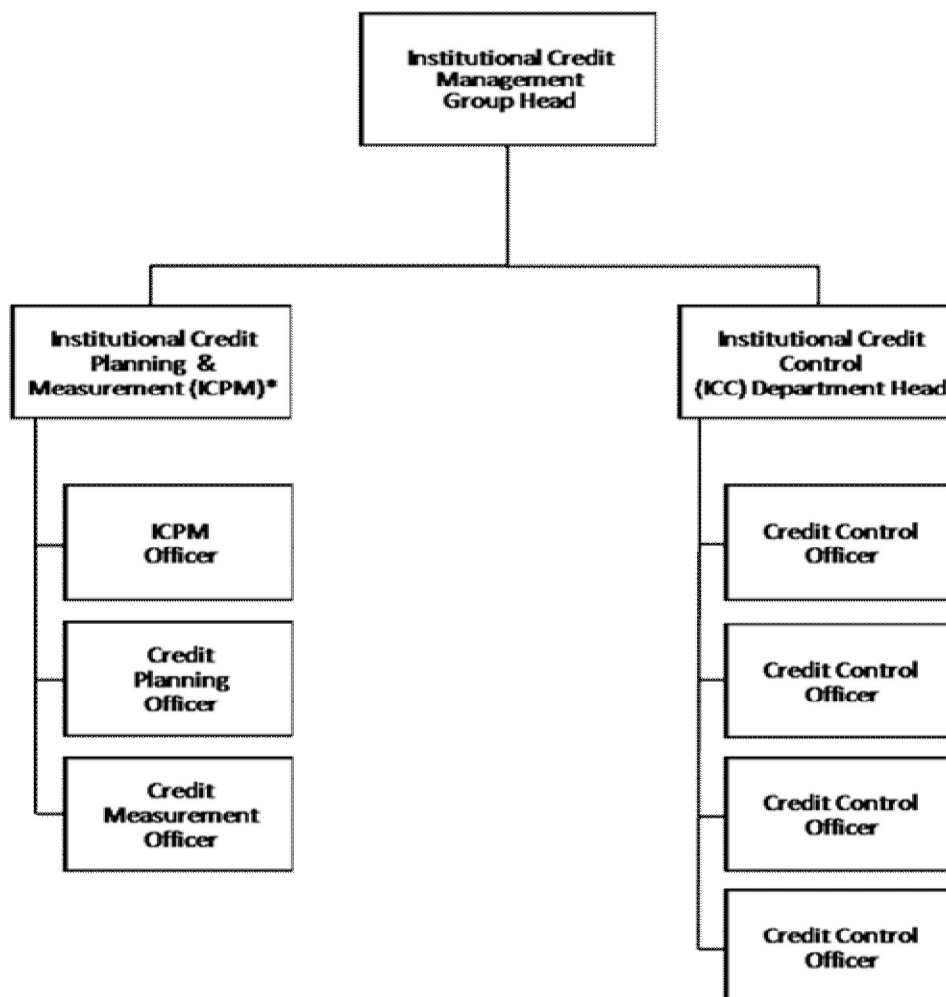 Institutional Credit
Management
Group Head
Institutional Credit
Planning &
Measurement (ICPM)*
Institutional Credit
Control
(ICC) Department Head
ICPM
Officer
Credit
Planning
Officer
Credit
Measurement
Officer
Credit Control
Officer
Credit Control
Officer
Credit Control
Officer
Credit Control
Officer